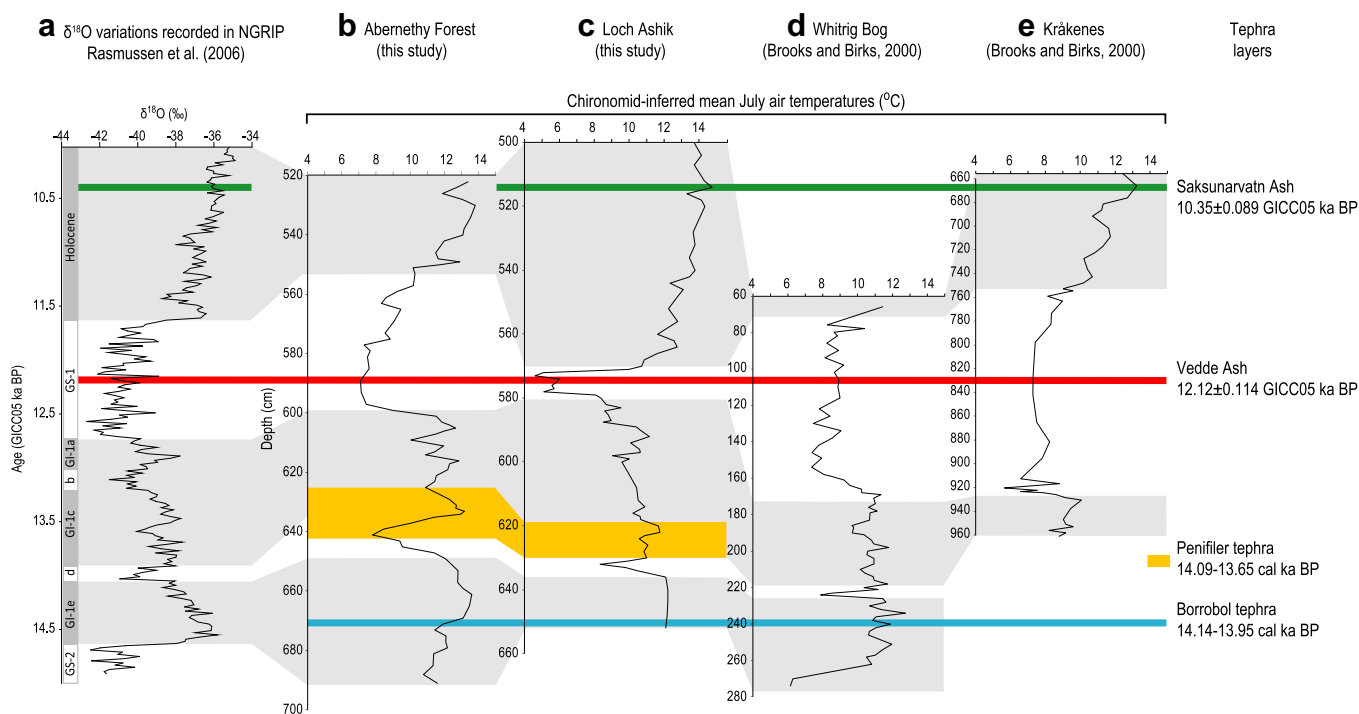 a δ18O variations recorded in NGRIP
Rasmussen et al. (2006)
b Abernethy Forest
(this study)
c Loch Ashik
(this study)
d Whitrig Bog
(Brooks and Birks, 2000)
e Kråkenes
(Brooks and Birks, 2000)
Tephra
layers
Chironomid-inferred mean July air temperatures (°C)
δ18O (‰)
-44 -42 -40 -38 -36 -34
Age (GICC05 ka BP)
10.5
11.5
12.5
13.5
14.5
Holocene
GS-1
GI-1a
b
GI-1c
d
GI-1e
GS-2
4 6 8 10 12 14
Depth (cm)
520
540
560
580
600
620
640
660
680
700
4 6 8 10 12 14
500
520
540
560
580
600
620
640
660
4 6 8 10 12 14
60
80
100
120
140
160
180
200
220
240
260
280
4 6 8 10 12 14
660
680
700
740
760
800
820
840
860
880
900
920
940
960
Saksunarvatn Ash
10.35±0.089 GICC05 ka BP
Vedde Ash
12.12±0.114 GICC05 ka BP
Penifiler tephra
14.09-13.65 cal ka BP
Borrobol tephra
14.14-13.95 cal ka BP